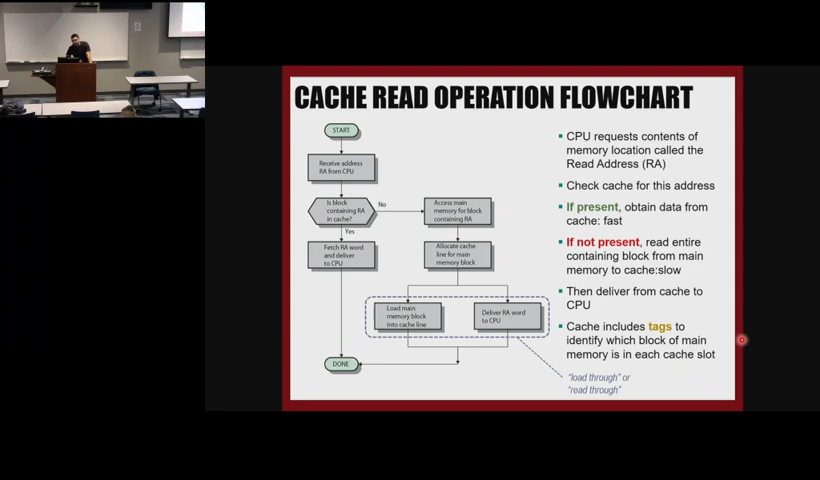 CACHE READ OPERATION FLOWCHART
START
Receive address
RA from CPU
Is block
containing RA
in cache?
No
Access main
memory for block
containing RA
Yes
Fetch RA word
and deliver
to CPU
Allocate cache
line for main
memory block
Load main
memory block
into cache line
Deliver RA word
to CPU
DONE
"load through" or
"read through"
▪ CPU requests contents of
memory location called the
Read Address (RA)
▪ Check cache for this address
▪ If present, obtain data from
cache: fast
▪ If not present, read entire
containing block from main
memory to cache:slow
▪ Then deliver from cache to
CPU
▪ Cache includes tags to
identify which block of main
memory is in each cache slot